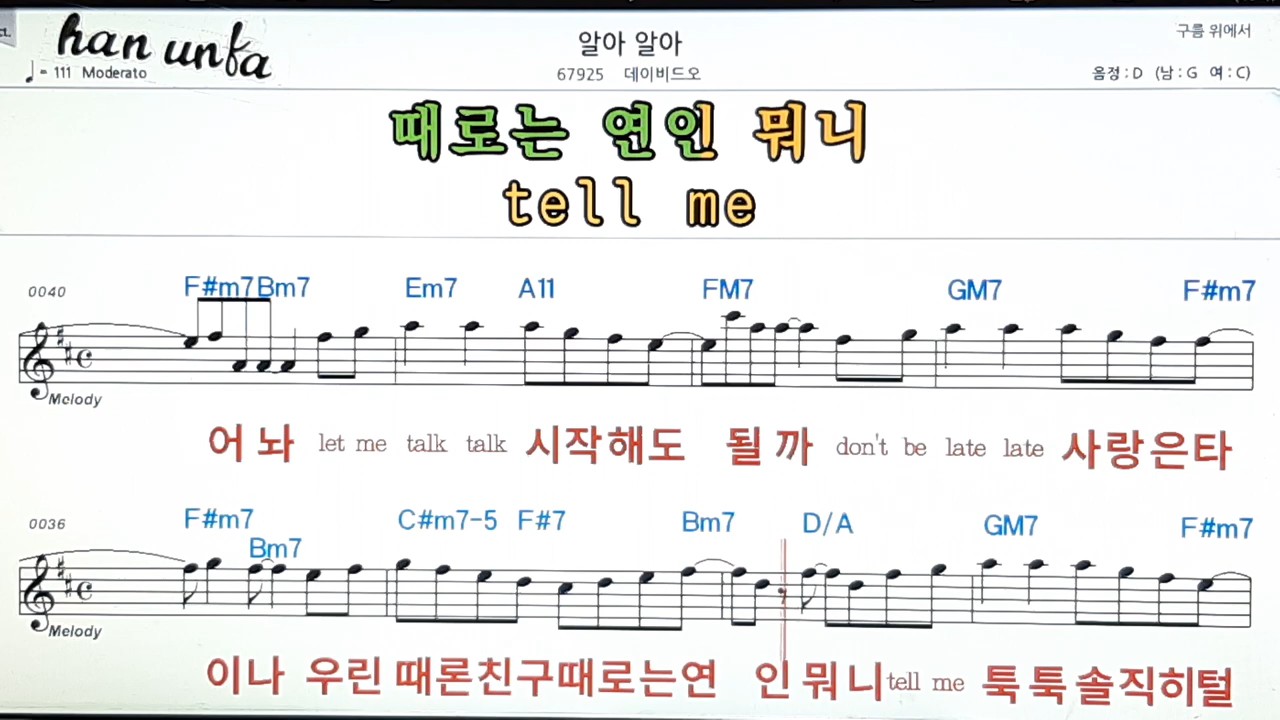 CL
han unka
알아 알아
구름 위에서
♩= 111 Moderato
67925 데이비드오
음정 : D (남 : G 여 : C)
때로는 연인 뭐니
tell me
0040
F#m7 Bm7 Em7 A11 FM7 GM7 F#m7
Melody
어 놔 let me talk talk 시작해도 될 까 don't be late late 사랑은타
0036
F#m7 Bm7 C#m7-5 F#7 Bm7 D/A GM7 F#m7
Melody
이나 우린 때론친구때로는연 인 뭐 니 tell me 툭툭솔직히털